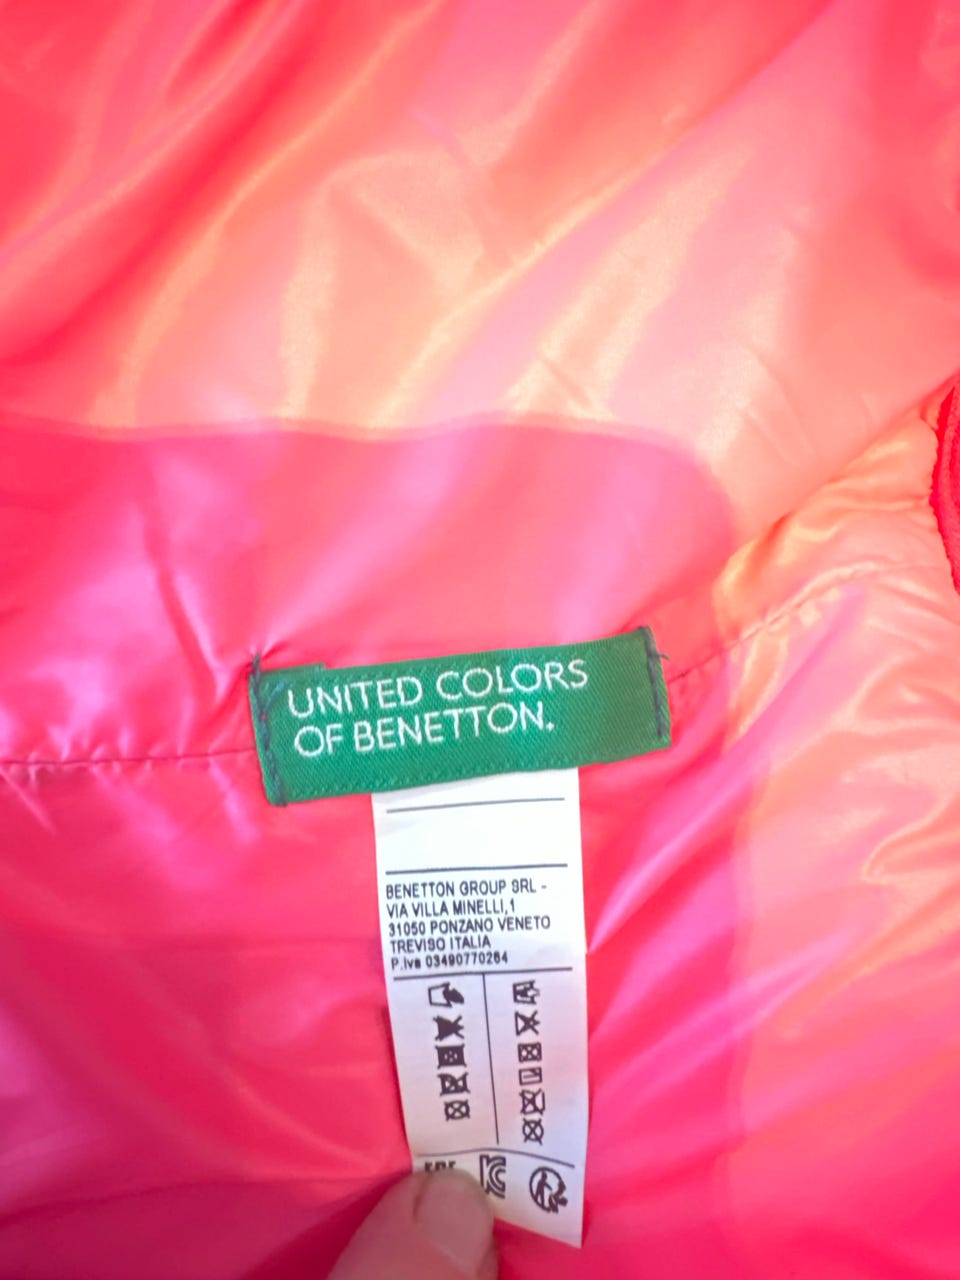 UNITED COLORS
OF BENETTON.
BENETTON GROUP SRL -
VIA VILLA MINELLI,1
31050 PONZANO VENETO
TREVISO ITALIA
P.Iva 03490770264